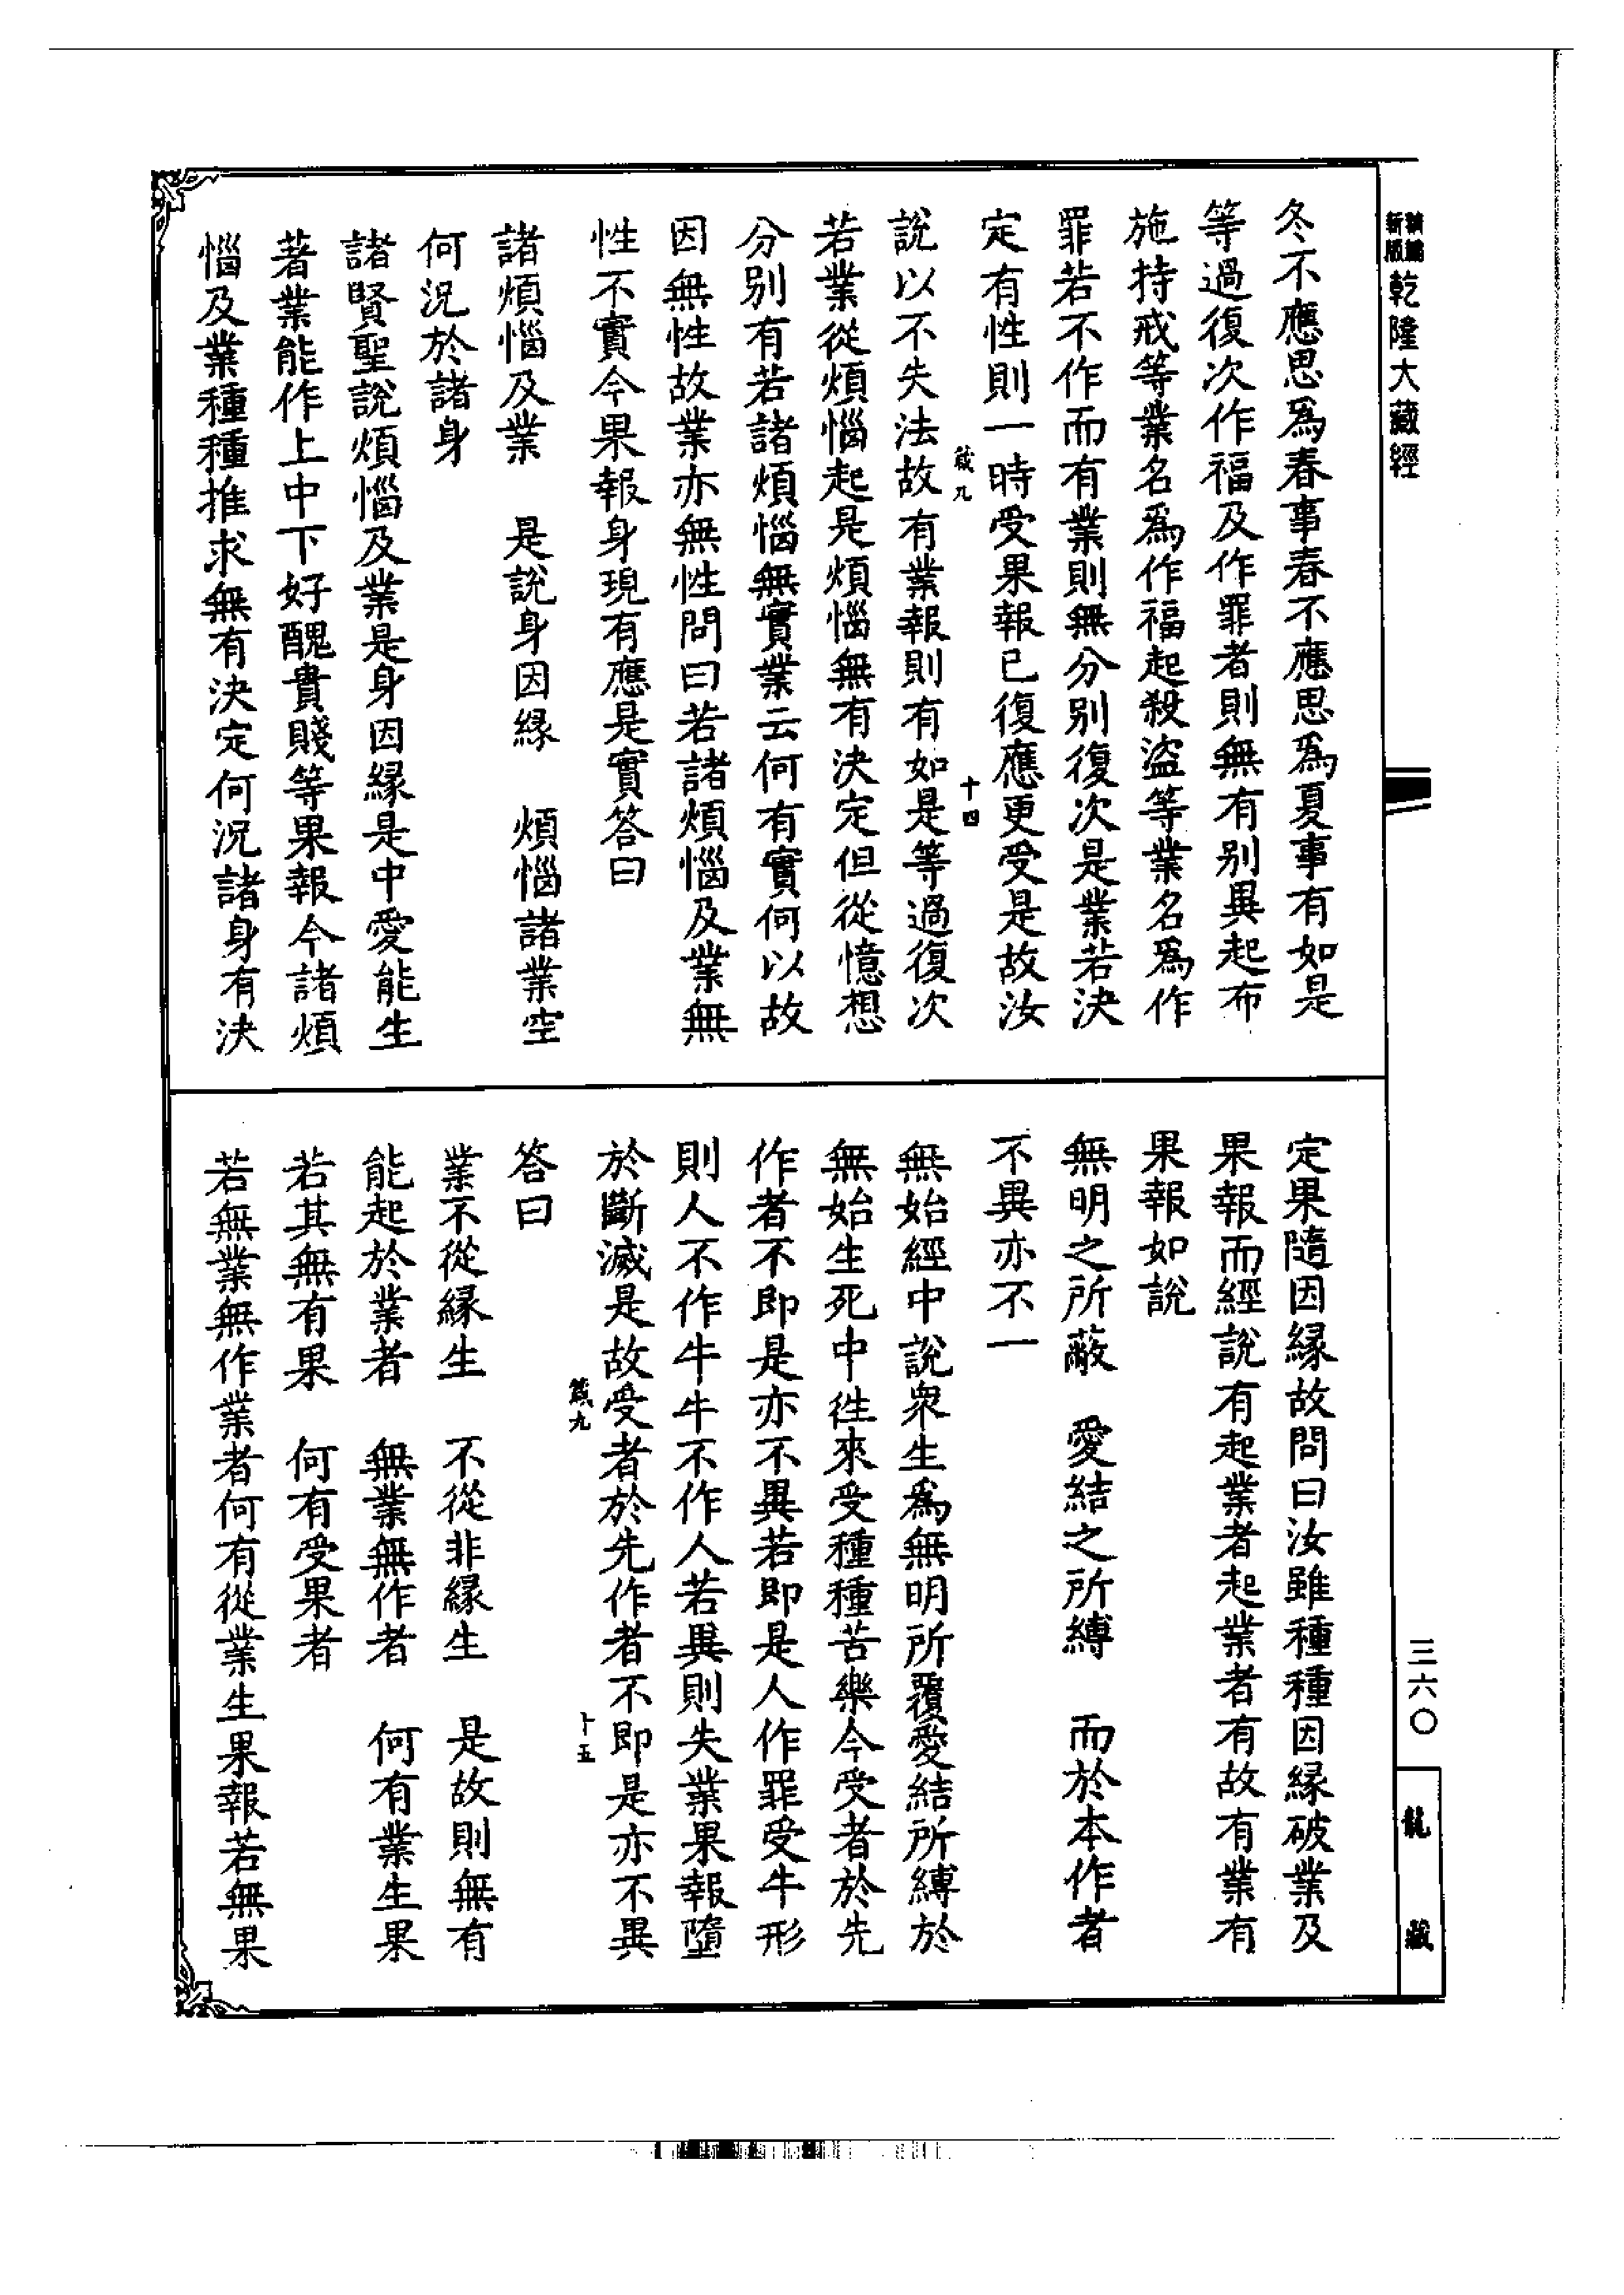 新編
新版
乾隆大藏經
冬不應思爲春事春不應思爲夏事有如是
等過復次作福及作罪者則無有别異起布
施持戒等業名爲作福起殺盜等業名爲作
罪若不作而有業則無分别復次是業若決
定有性則一時受果報已復應更受是故汝
箴九
十四
說以不失法故有業報則有如是等過復次
若業從煩惱起是煩惱無有決定但從憶想
分别有若諸煩惱無實業云何有實何以故
因無性故業亦無性問曰若諸煩惱及業無
性不實今果報身現有應是實答曰
諸煩惱及業　是說身因緣　煩惱諸業空
何況於諸身
諸賢聖說煩惱及業是身因緣是中愛能生
著業能作上中下好醜貴賤等果報今諸煩
惱及業種種推求無有決定何況諸身有決
定果隨因緣故問曰汝雖種種因緣破業及
果報而經說有起業者起業者有故有業有
果報如說
無明之所蔽　愛結之所縛　而於本作者
不異亦不一
無始經中說衆生爲無明所覆愛結所縛於
無始生死中往來受種種苦樂今受者於先
作者不即是亦不異若即是人作罪受牛形
則人不作牛牛不作人若異則失業果報墮
於斷滅是故受者於先作者不即是亦不異
箴九
十五
答曰
業不從緣生　不從非緣生　是故則無有
能起於業者　無業無作者　何有業生果
若其無有果　何有受果者
若無業無作業者何有從業生果報若無果
三六〇
龍藏